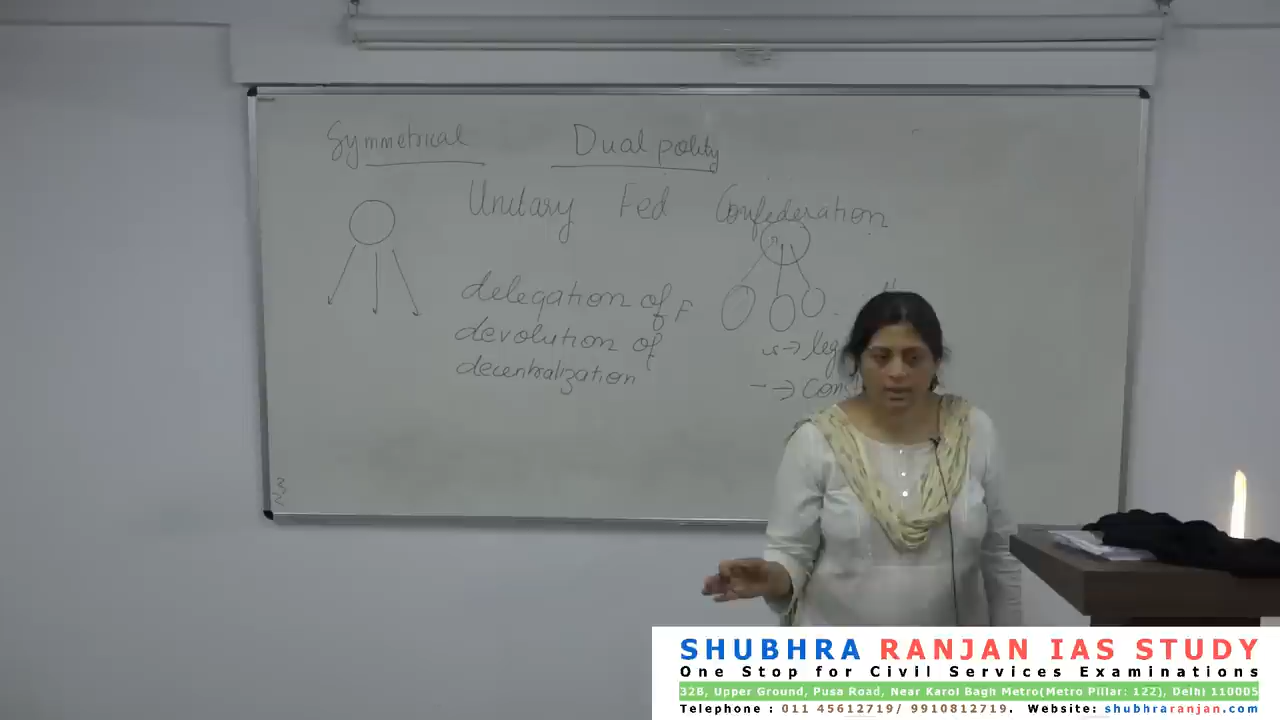 Symmetrical Dual polity
Unitary Fed Confederation
delegation of F
devolution of
decentralization
SHUBHRA RANJAN IAS STUDY
One Stop for Civil Services Examinations
32B, Upper Ground, Pusa Road, Near Karol Bagh Metro(Metro Pillar: 122), Delhi 110005
Telephone : 011 45612719/ 9910812719. Website: shubhraranjan.com